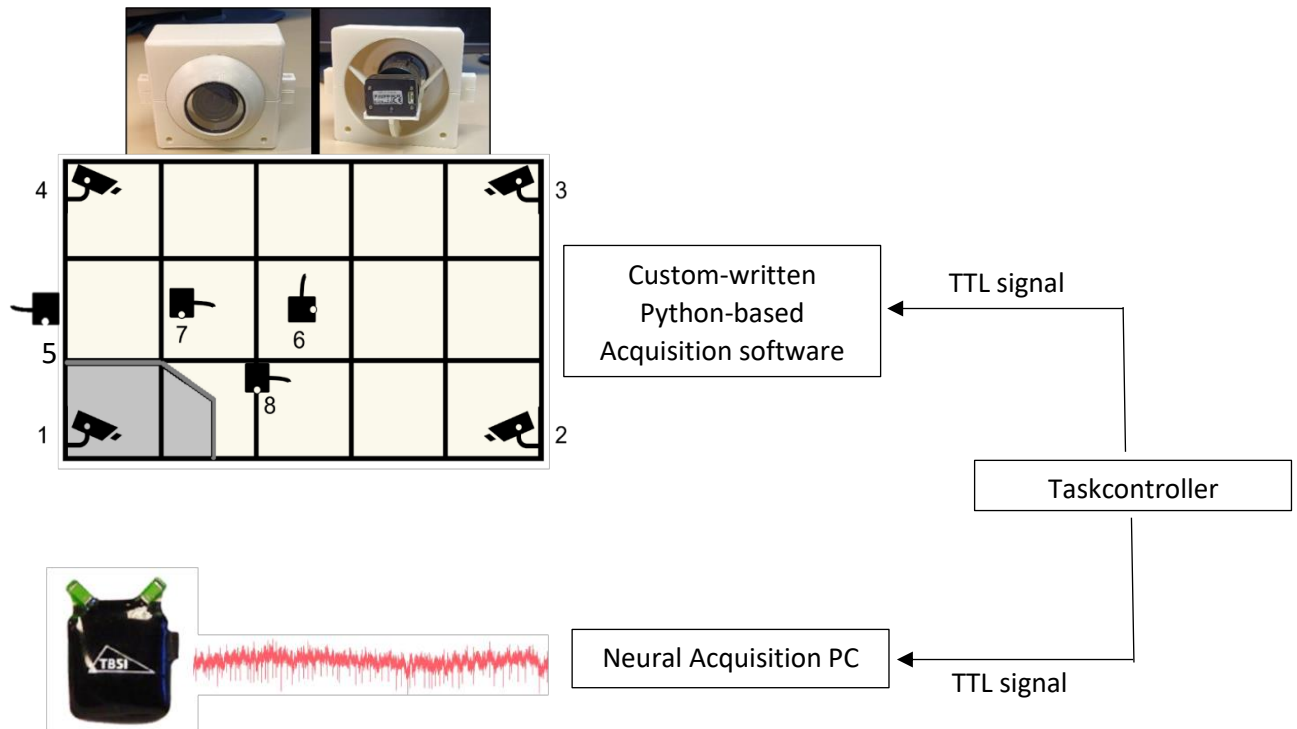 4
3
Custom-written
Python-based
Acquisition software
TTL signal
5
7
6
8
1
2
Taskcontroller
TBSI
Neural Acquisition PC
TTL signal